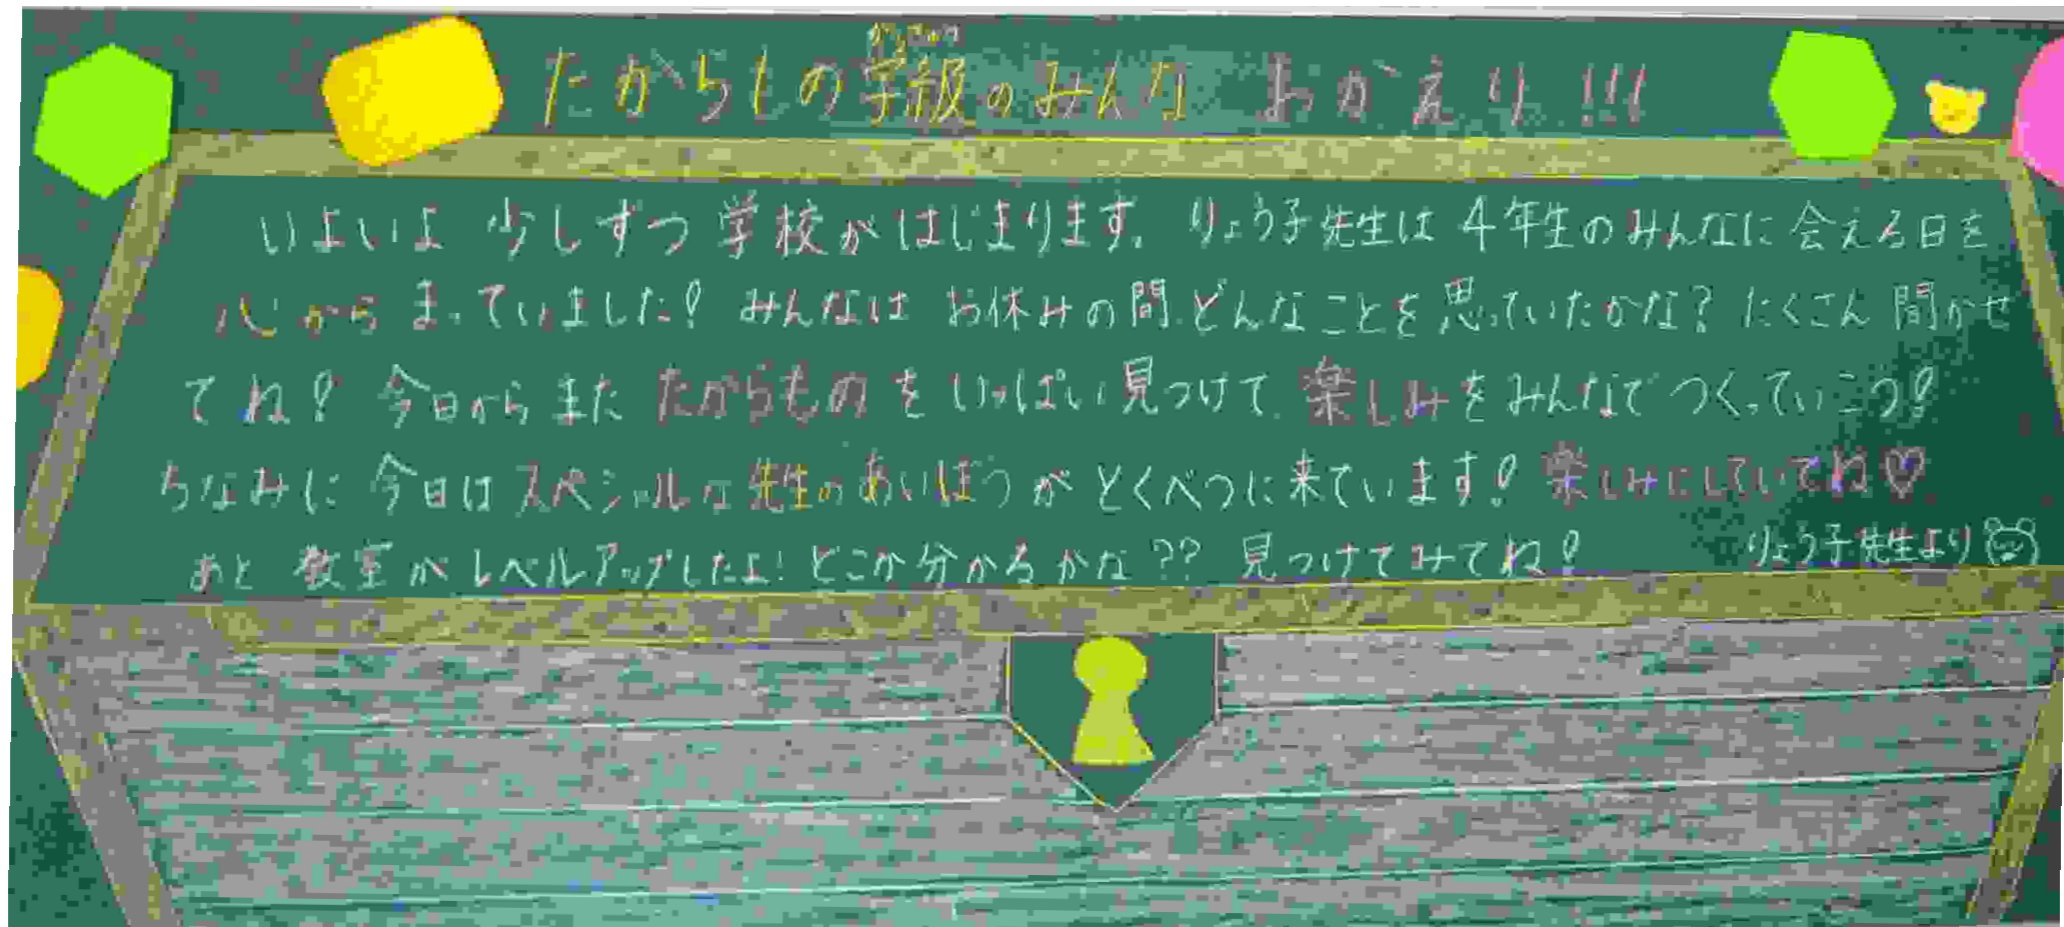 たからもの学級のみんな おかえり!!!
がっきゅう
いよいよ 少しずつ 学校がはじまります。りょう子先生は 4年生のみんなに会える日を
心から まっていました! みんなは お休みの間、どんなことを思っていたかな? たくさん 聞かせ
てね! 今日から また たからものを いっぱい見つけて、楽しみをみんなで つくっていこう!
ちなみに 今日は スペシャルな 先生のあいぼうが とくべつに来ています! 楽しみにしていてね♡
あと 教室が レベルアップしたよ! どこか分かるかな?? 見つけてみてね!
りょう子先生より